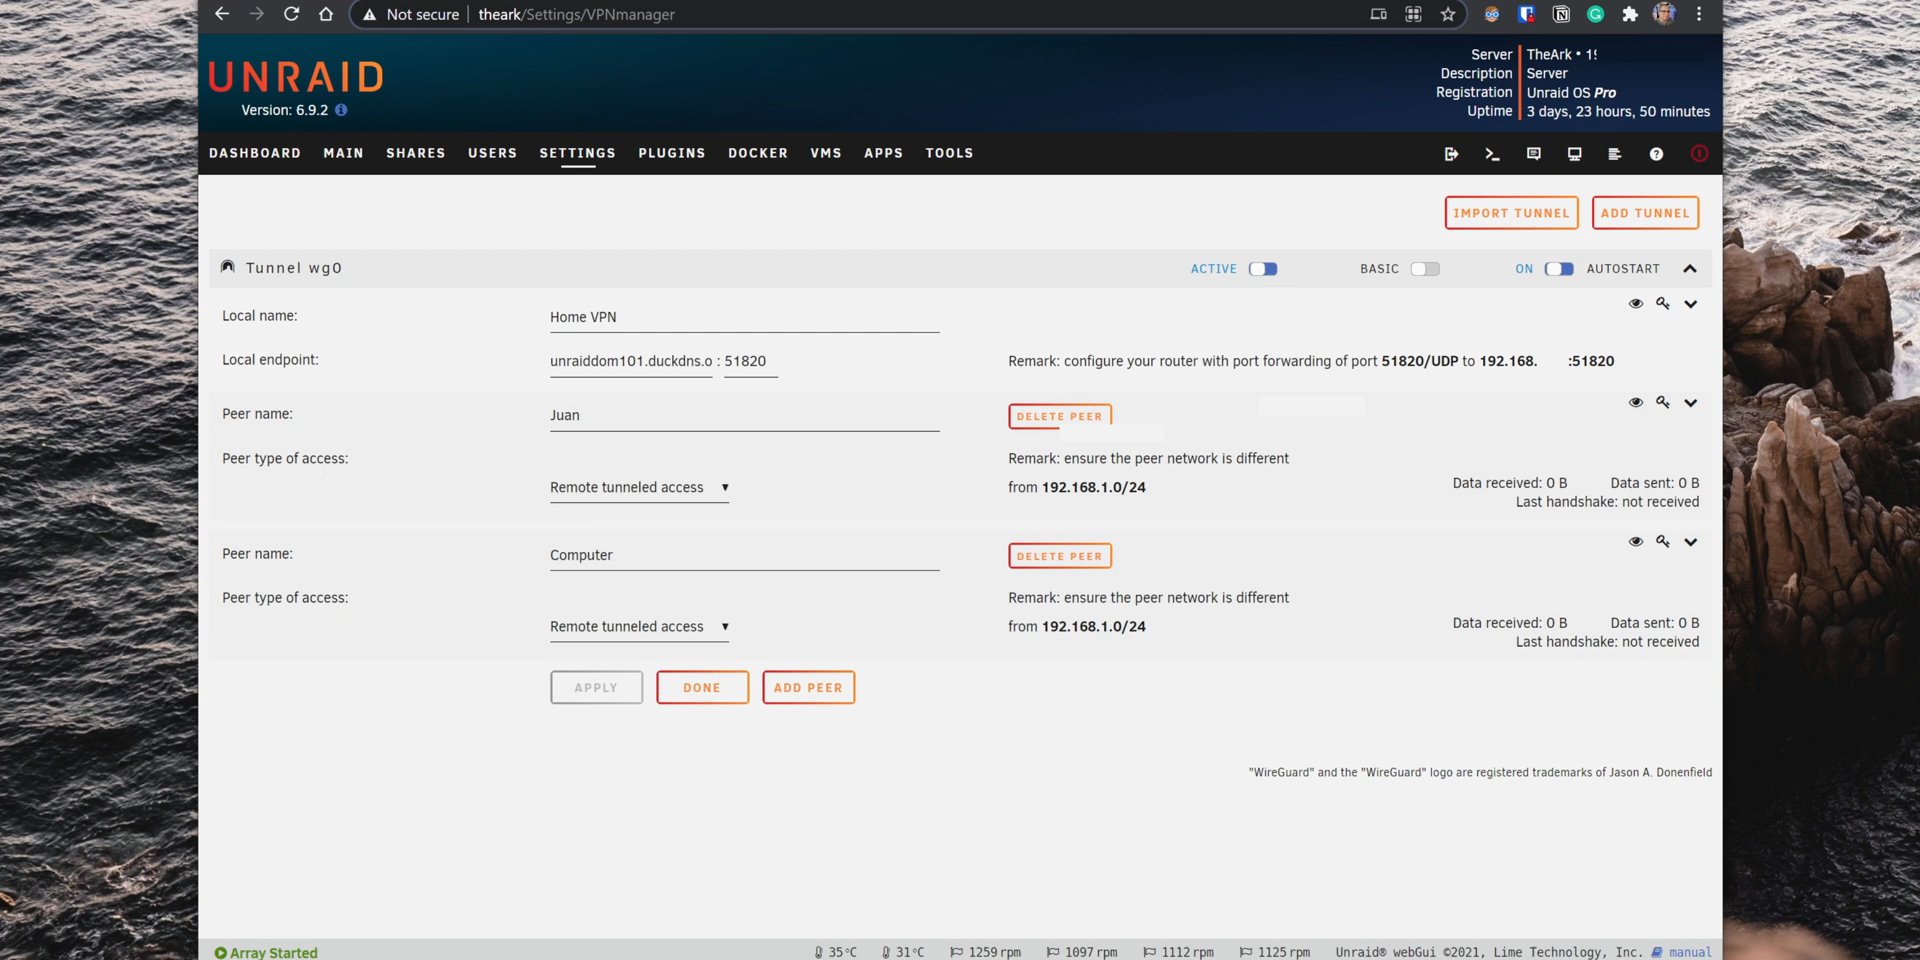 Not secure theark/Settings/VPNmanager
UNRAID
Version: 6.9.2
Server TheArk •
Description Server
Registration Unraid OS Pro
Uptime 3 days, 23 hours, 50 minutes
DASHBOARD MAIN SHARES USERS SETTINGS PLUGINS DOCKER VMS APPS TOOLS
IMPORT TUNNEL ADD TUNNEL
Tunnel wg0 ACTIVE BASIC ON AUTOSTART
Local name: Home VPN
Local endpoint: unraiddom101.duckdns.o : 51820 Remark: configure your router with port forwarding of port 51820/UDP to 192.168. :51820
Peer name: Juan DELETE PEER
Peer type of access: Remark: ensure the peer network is different
Remote tunneled access ▼ from 192.168.1.0/24 Data received: 0 B Data sent: 0 B
Last handshake: not received
Peer name: Computer DELETE PEER
Peer type of access: Remark: ensure the peer network is different
Remote tunneled access ▼ from 192.168.1.0/24 Data received: 0 B Data sent: 0 B
Last handshake: not received
APPLY DONE ADD PEER
"WireGuard" and the "WireGuard" logo are registered trademarks of Jason A. Donenfield
Array Started 35°C 31°C 1259 rpm 1097 rpm 1112 rpm 1125 rpm Unraid® webGui ©2021, Lime Technology, Inc. manual